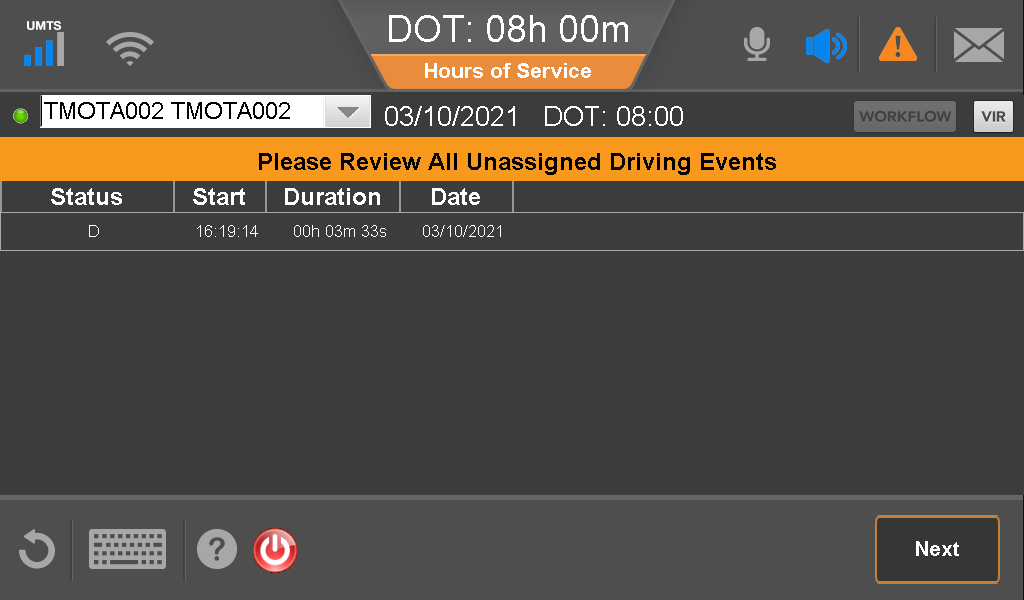 UMTS
DOT: 08h 00m
Hours of Service
TMOTA002 TMOTA002 03/10/2021 DOT: 08:00 WORKFLOW VIR
Please Review All Unassigned Driving Events
Status Start Duration Date
D 16:19:14 00h 03m 33s 03/10/2021
?
Next